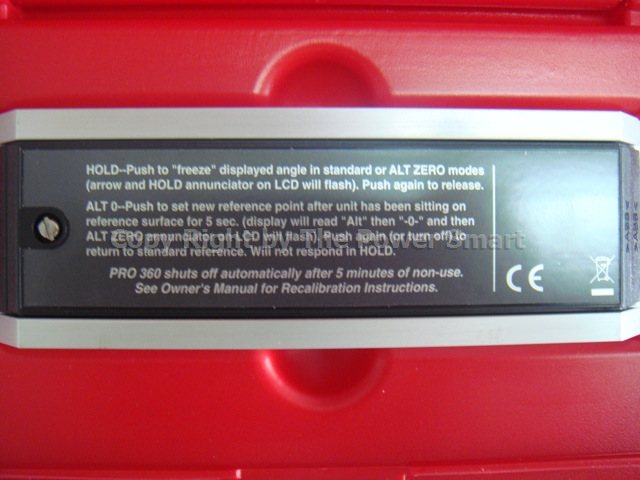 HOLD--Push to "freeze" displayed angle in standard or ALT ZERO modes
(arrow and HOLD annunciator on LCD will flash). Push again to release.
ALT 0--Push to set new reference point after unit has been sitting on
reference surface for 5 sec. (display will read "Alt" then "-0-" and then
ALT ZERO annunciator on LCD will flash). Push again (or turn off) to
Copy Right by The Power Smart
return to standard reference. Will not respond in HOLD.
PRO 360 shuts off automatically after 5 minutes of non-use.
See Owner's Manual for Recalibration Instructions.
CE